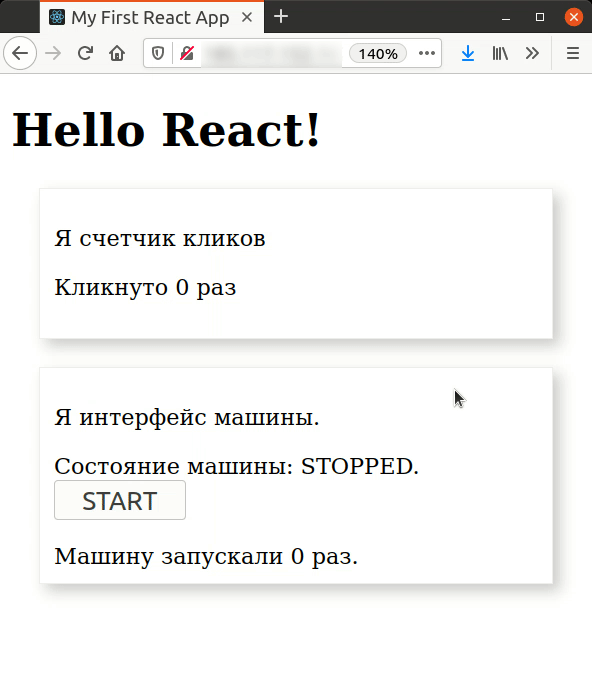 My First React App
140%
Hello React!
Я счетчик кликов
Кликнуто 0 раз
Я интерфейс машины.
Состояние машины: STOPPED.
START
Машину запускали 0 раз.